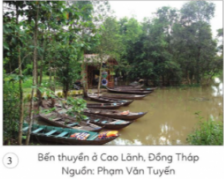 3
Bến thuyền ở Cao Lãnh, Đồng Tháp
Nguồn: Phạm Văn Tuyến